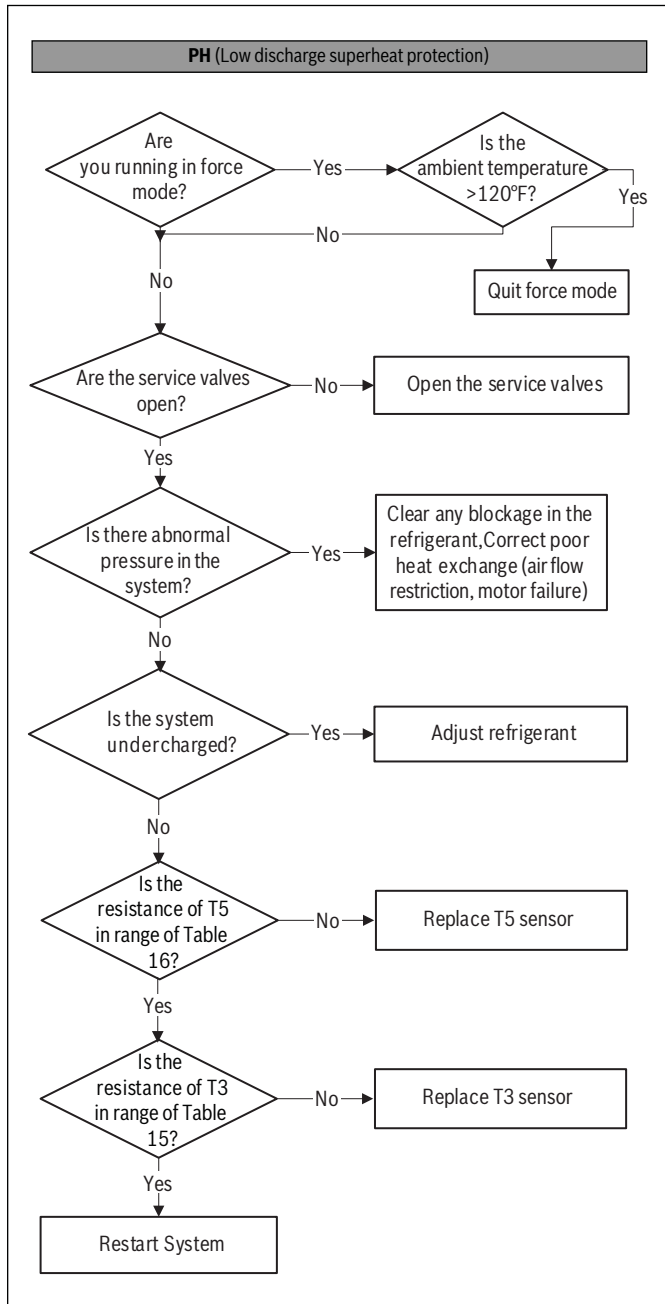 PH (Low discharge superheat protection)
Are
you running in force
mode?
Yes
Is the
ambient temperature
>120°F?
Yes
No
No
Quit force mode
Are the service valves
open?
No
Open the service valves
Yes
Is there abnormal
pressure in the
system?
Yes
Clear any blockage in the
refrigerant,Correct poor
heat exchange (air flow
restriction, motor failure)
No
Is the system
undercharged?
Yes
Adjust refrigerant
No
Is the
resistance of T5
in range of Table
16?
No
Replace T5 sensor
Yes
Is the
resistance of T3
in range of Table
15?
No
Replace T3 sensor
Yes
Restart System